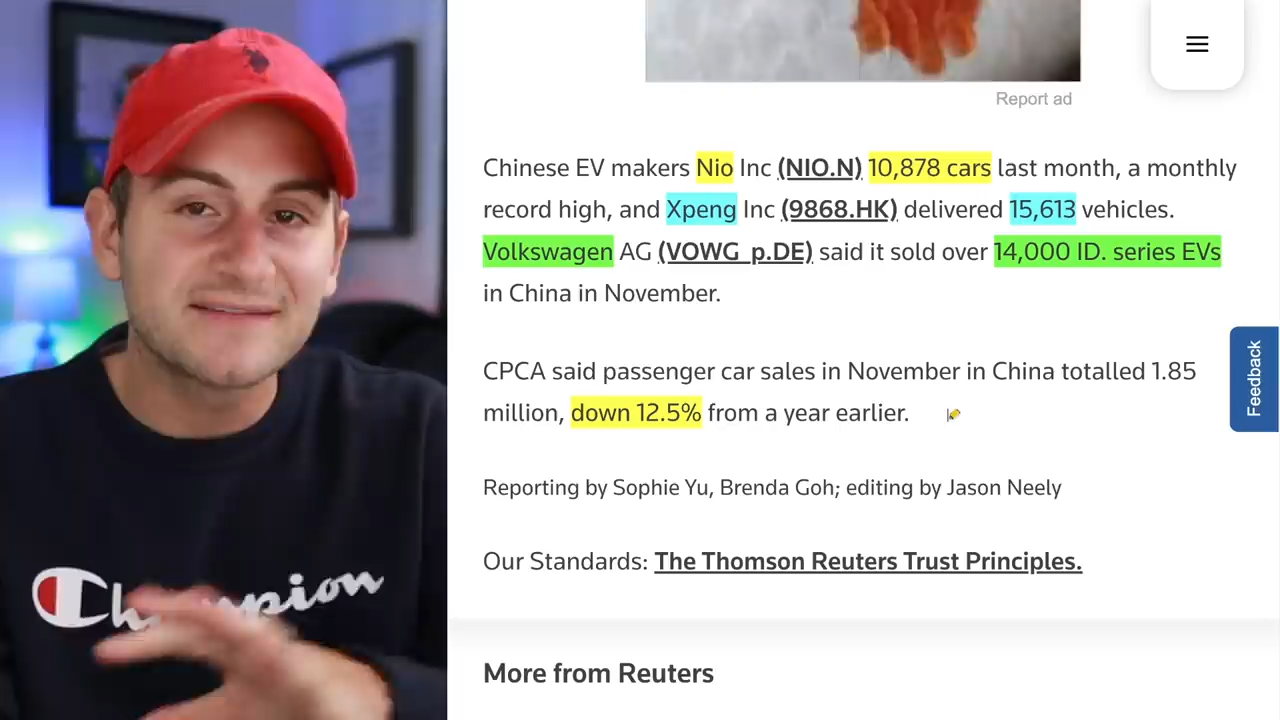 Report ad
Chinese EV makers Nio Inc (NIO.N) 10,878 cars last month, a monthly
record high, and Xpeng Inc (9868.HK) delivered 15,613 vehicles.
Volkswagen AG (VOWG_p.DE) said it sold over 14,000 ID. series EVs
in China in November.
Feedback
CPCA said passenger car sales in November in China totalled 1.85
million, down 12.5% from a year earlier.
Reporting by Sophie Yu, Brenda Goh; editing by Jason Neely
Our Standards: The Thomson Reuters Trust Principles.
Champion
More from Reuters